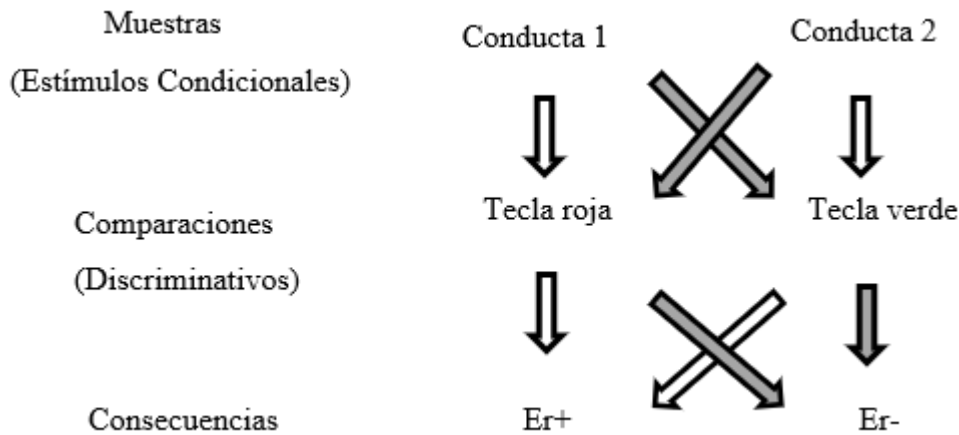 Muestras
(Estímulos Condicionales)
Conducta 1
Conducta 2
Comparaciones
(Discriminativos)
Tecla roja
Tecla verde
Consecuencias
Er+
Er-